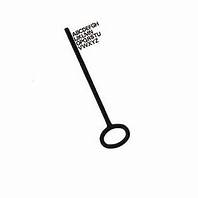 ABCDEFGH
IJKLMN
OPQRSTU
VWXYZ